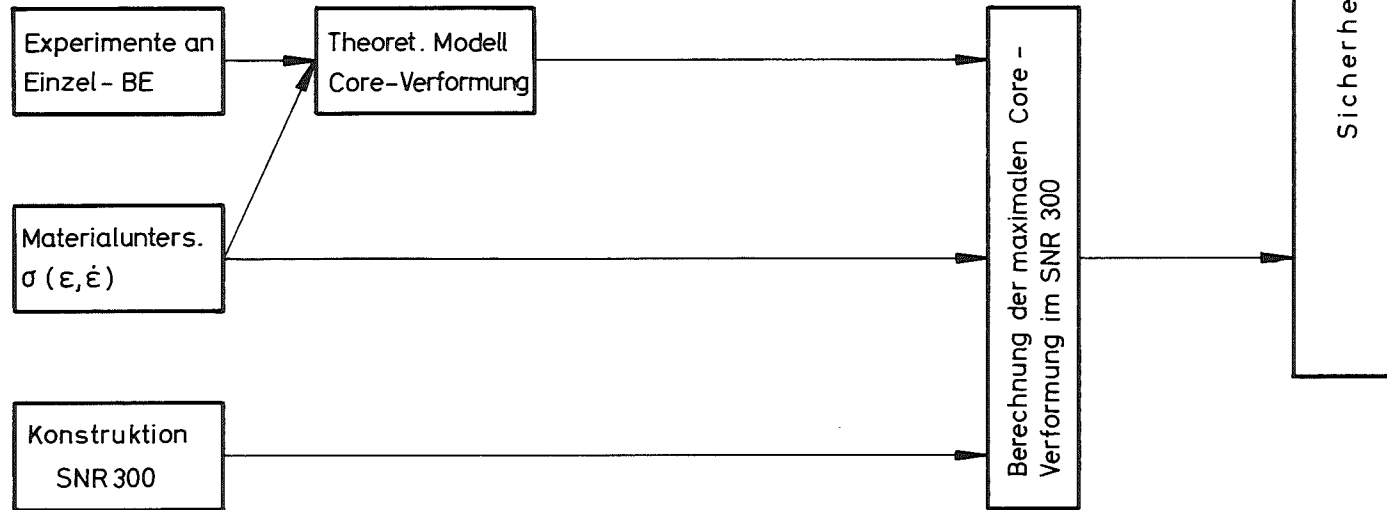 Experimente an
Einzel - BE
Theoret. Modell
Core-Verformung
Materialunters.
σ (ε, ε̇)
Konstruktion
SNR 300
Berechnung der maximalen Core -
Verformung im SNR 300